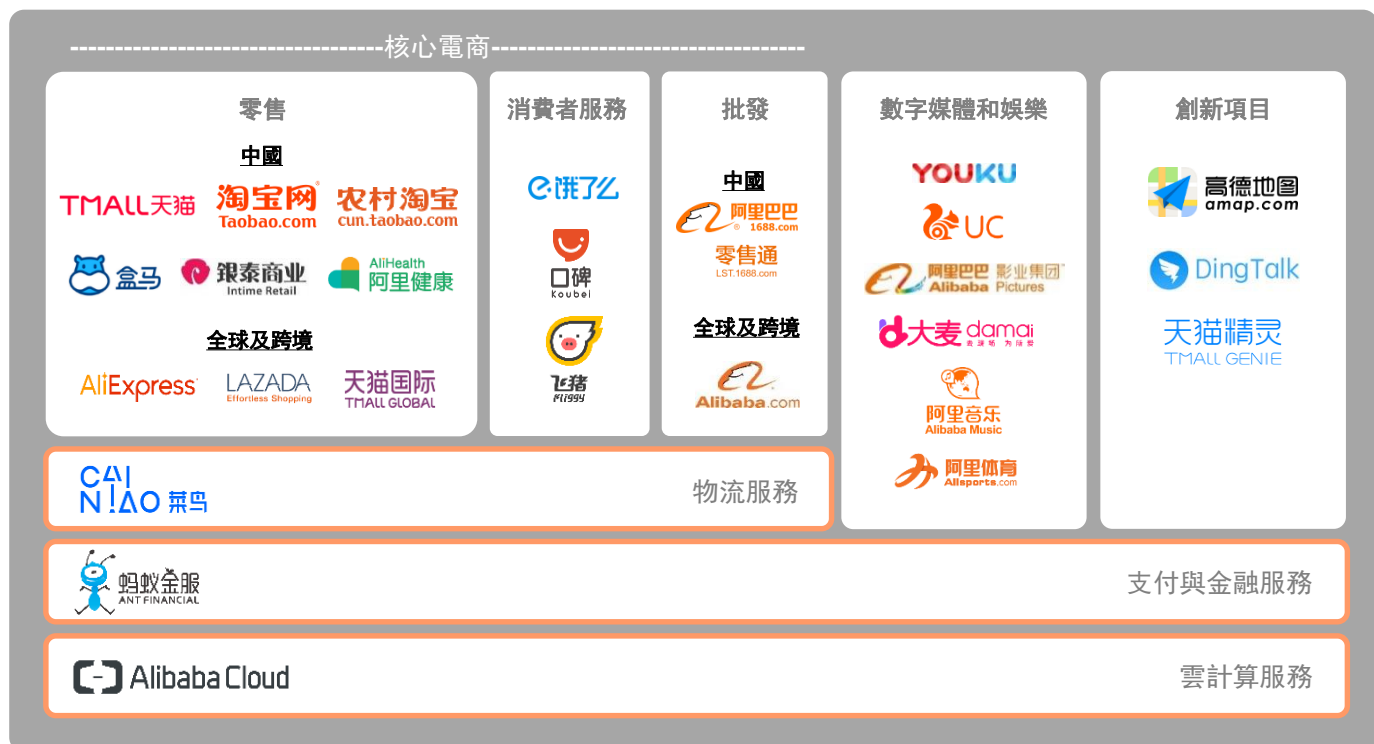 ---核心電商---
零售
中國
TMALL天猫
淘宝网
Taobao.com
农村淘宝
cun.taobao.com
盒马
銀泰商业
Intime Retail
AliHealth
阿里健康
全球及跨境
AliExpress
LAZADA
Effortless Shopping
天猫国际
TMALL GLOBAL
消費者服務
饿了么
口碑
Koubei
飞猪
Fliggy
批發
中國
阿里巴巴
1688.com
零售通
LST.1688.com
全球及跨境
Alibaba.com
數字媒體和娛樂
YOUKU
UC
阿里巴巴 影业集团
Alibaba Pictures
大麦 damai
阿里音乐
Alibaba Music
阿里体育
Alisports.com
創新項目
高德地图
amap.com
DingTalk
天猫精灵
TMALL GENIE
CAI
NIAO 菜鸟
物流服務
蚂蚁金服
ANT FINANCIAL
支付與金融服務
Alibaba Cloud
雲計算服務